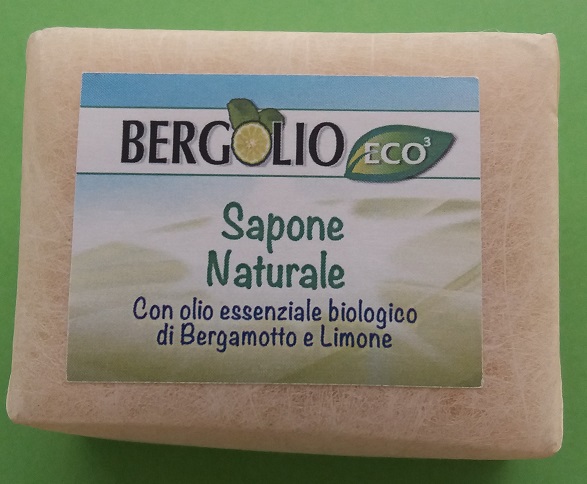 BERGOLIO ECO³
Sapone
Naturale
Con olio essenziale biologico
di Bergamotto e Limone